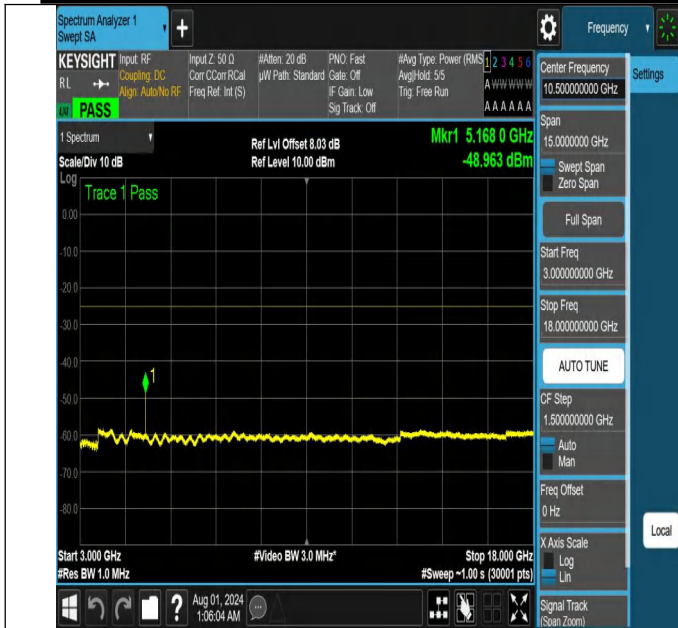 Spectrum Analyzer 1
Swept SA
+
Frequency
KEYSIGHT
RL
PASS
Input: RF
Coupling: DC
Align: Auto/No RF
Input Z: 50 Ω
Corr CCorr RCal
Freq Ref: Int (S)
#Atten: 20 dB
µW Path: Standard
PNO: Fast
Gate: Off
IF Gain: Low
Sig Track: Off
#Avg Type: Power (RMS
Avg|Hold: 5/5
Trig: Free Run
1 2 3 4 5 6
A W W W W W
A A A A A A
1 Spectrum
Scale/Div 10 dB
Log
Ref Lvl Offset 8.03 dB
Ref Level 10.00 dBm
Mkr1 5.168 0 GHz
-48.963 dBm
Trace 1 Pass
0.00
-10.0
-20.0
-30.0
-40.0
-50.0
-60.0
-70.0
-80.0
1
Start 3.000 GHz
#Res BW 1.0 MHz
#Video BW 3.0 MHz*
Stop 18.000 GHz
#Sweep ~1.00 s (30001 pts)
Aug 01, 2024
1:06:04 AM
?
Center Frequency
10.500000000 GHz
Settings
Span
15.0000000 GHz
Swept Span
Zero Span
Full Span
Start Freq
3.000000000 GHz
Stop Freq
18.000000000 GHz
AUTO TUNE
CF Step
1.500000000 GHz
Auto
Man
Freq Offset
0 Hz
X Axis Scale
Log
Lin
Local
Signal Track
(Span Zoom)